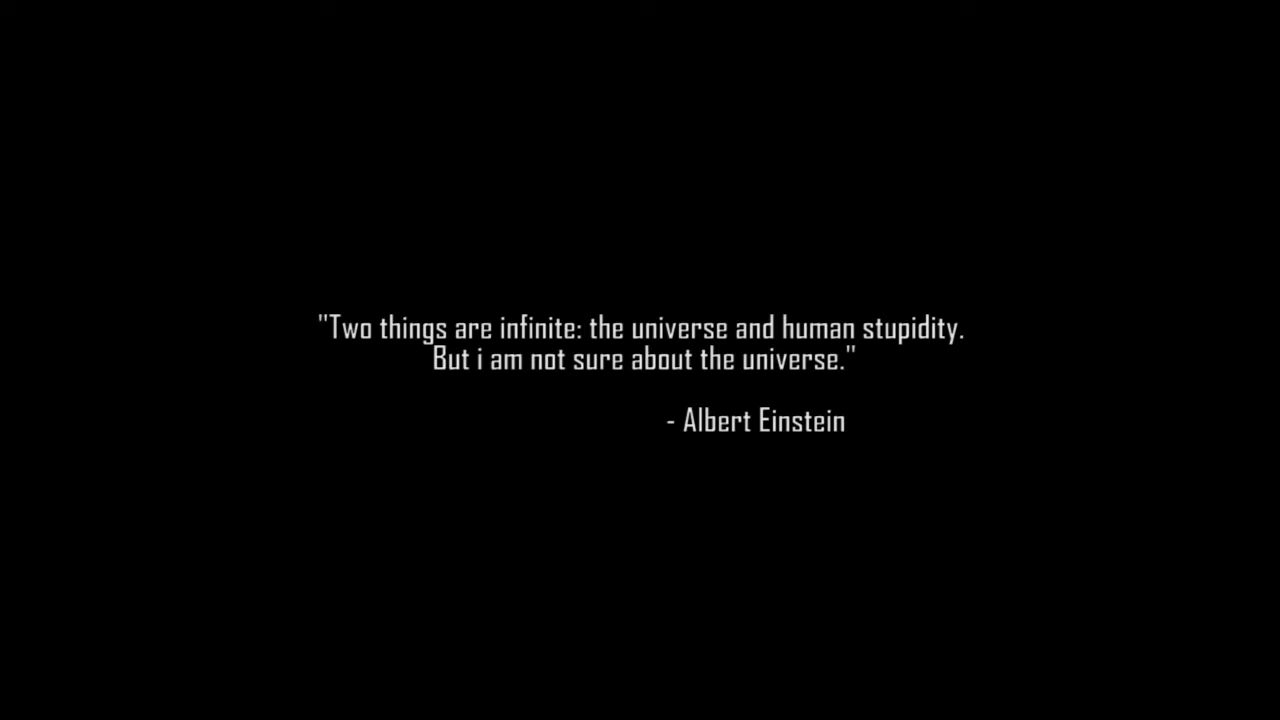 "Two things are infinite: the universe and human stupidity.
But i am not sure about the universe."
- Albert Einstein